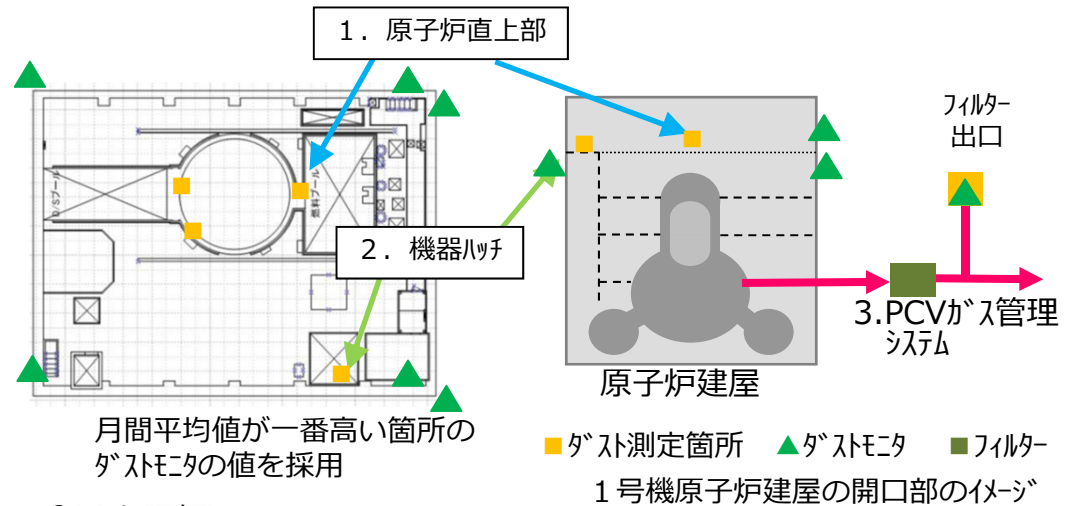 1．原子炉直上部
D/Sプール
燃料プール
2．機器ﾊｯﾁ
月間平均値が一番高い箇所の
ﾀﾞｽﾄﾓﾆﾀの値を採用
ﾌｨﾙﾀｰ
出口
3.PCVｶﾞｽ管理
ｼｽﾃﾑ
原子炉建屋
ﾀﾞｽﾄ測定箇所 ﾀﾞｽﾄﾓﾆﾀ ﾌｨﾙﾀｰ
１号機原子炉建屋の開口部のｲﾒｰｼﾞ